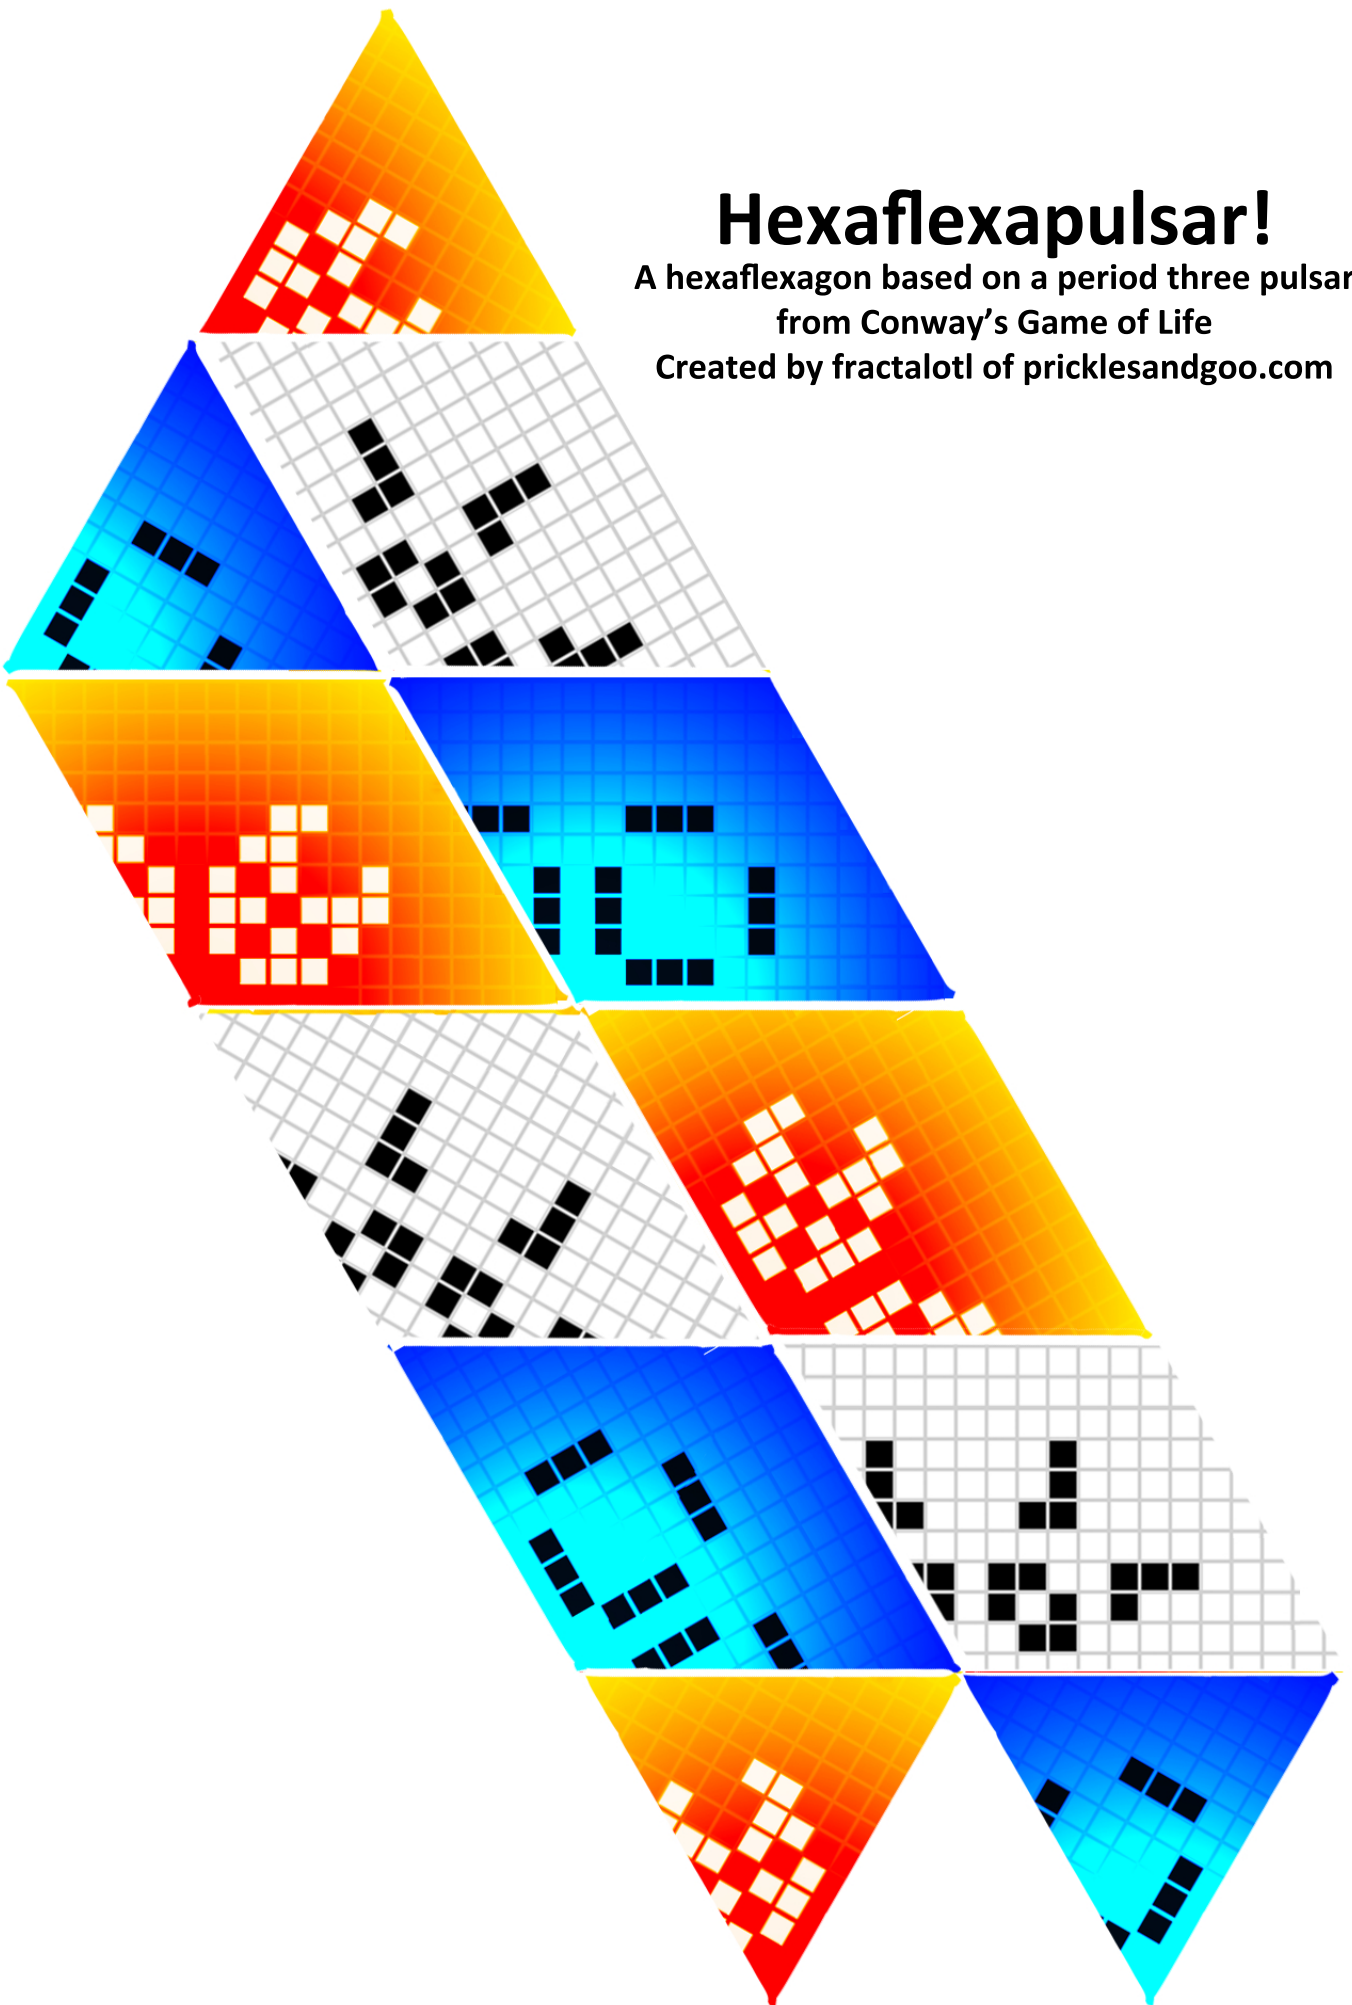 Hexaflexapulsar!
A hexaflexagon based on a period three pulsar
from Conway’s Game of Life
Created by fractalotl of pricklesandgoo.com